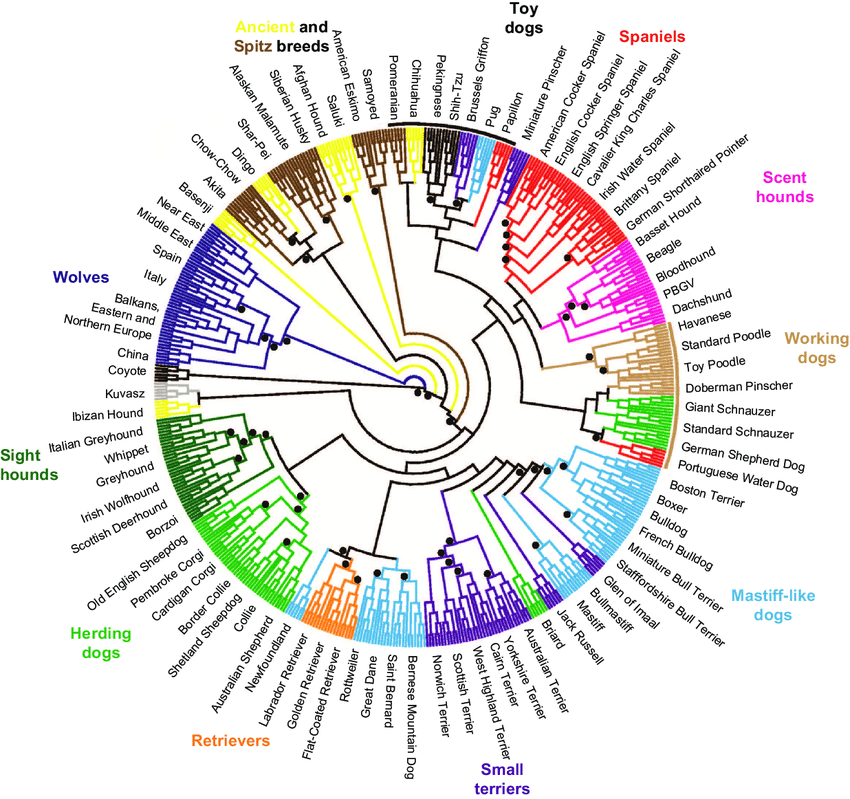 Ancient and
Spitz breeds
Toy
dogs
Spaniels
Scent
hounds
Working
dogs
Mastiff-like
dogs
Small
terriers
Retrievers
Herding
dogs
Sight
hounds
Wolves
Basenji
Akita
Chow-Chow
Dingo
Shar-Pei
Alaskan Malamute
Siberian Husky
Afghan Hound
Saluki
American Eskimo
Samoyed
Pomeranian
Chihuahua
Pekingnese
Shih-Tzu
Brussels Griffon
Pug
Papillon
Miniature Pinscher
American Cocker Spaniel
English Cocker Spaniel
English Springer Spaniel
Cavalier King Charles Spaniel
Irish Water Spaniel
Brittany Spaniel
German Shorthaired Pointer
Basset Hound
Beagle
Bloodhound
PBGV
Dachshund
Havanese
Standard Poodle
Toy Poodle
Doberman Pinscher
Giant Schnauzer
Standard Schnauzer
German Shepherd Dog
Portuguese Water Dog
Boston Terrier
Boxer
Bulldog
French Bulldog
Miniature Bull Terrier
Staffordshire Bull Terrier
Glen of Imaal
Bullmastiff
Mastiff
Jack Russell
Briard
Australian Terrier
Yorkshire Terrier
Cairn Terrier
West Highland Terrier
Scottish Terrier
Norwich Terrier
Bernese Mountain Dog
Saint Bernard
Great Dane
Rottweiler
Flat-Coated Retriever
Golden Retriever
Labrador Retriever
Newfoundland
Australian Shepherd
Collie
Shetland Sheepdog
Border Collie
Cardigan Corgi
Pembroke Corgi
Old English Sheepdog
Borzoi
Scottish Deerhound
Irish Wolfhound
Greyhound
Whippet
Italian Greyhound
Ibizan Hound
Kuvasz
Coyote
China
Balkans,
Eastern and
Northern Europe
Italy
Spain
Middle East
Near East